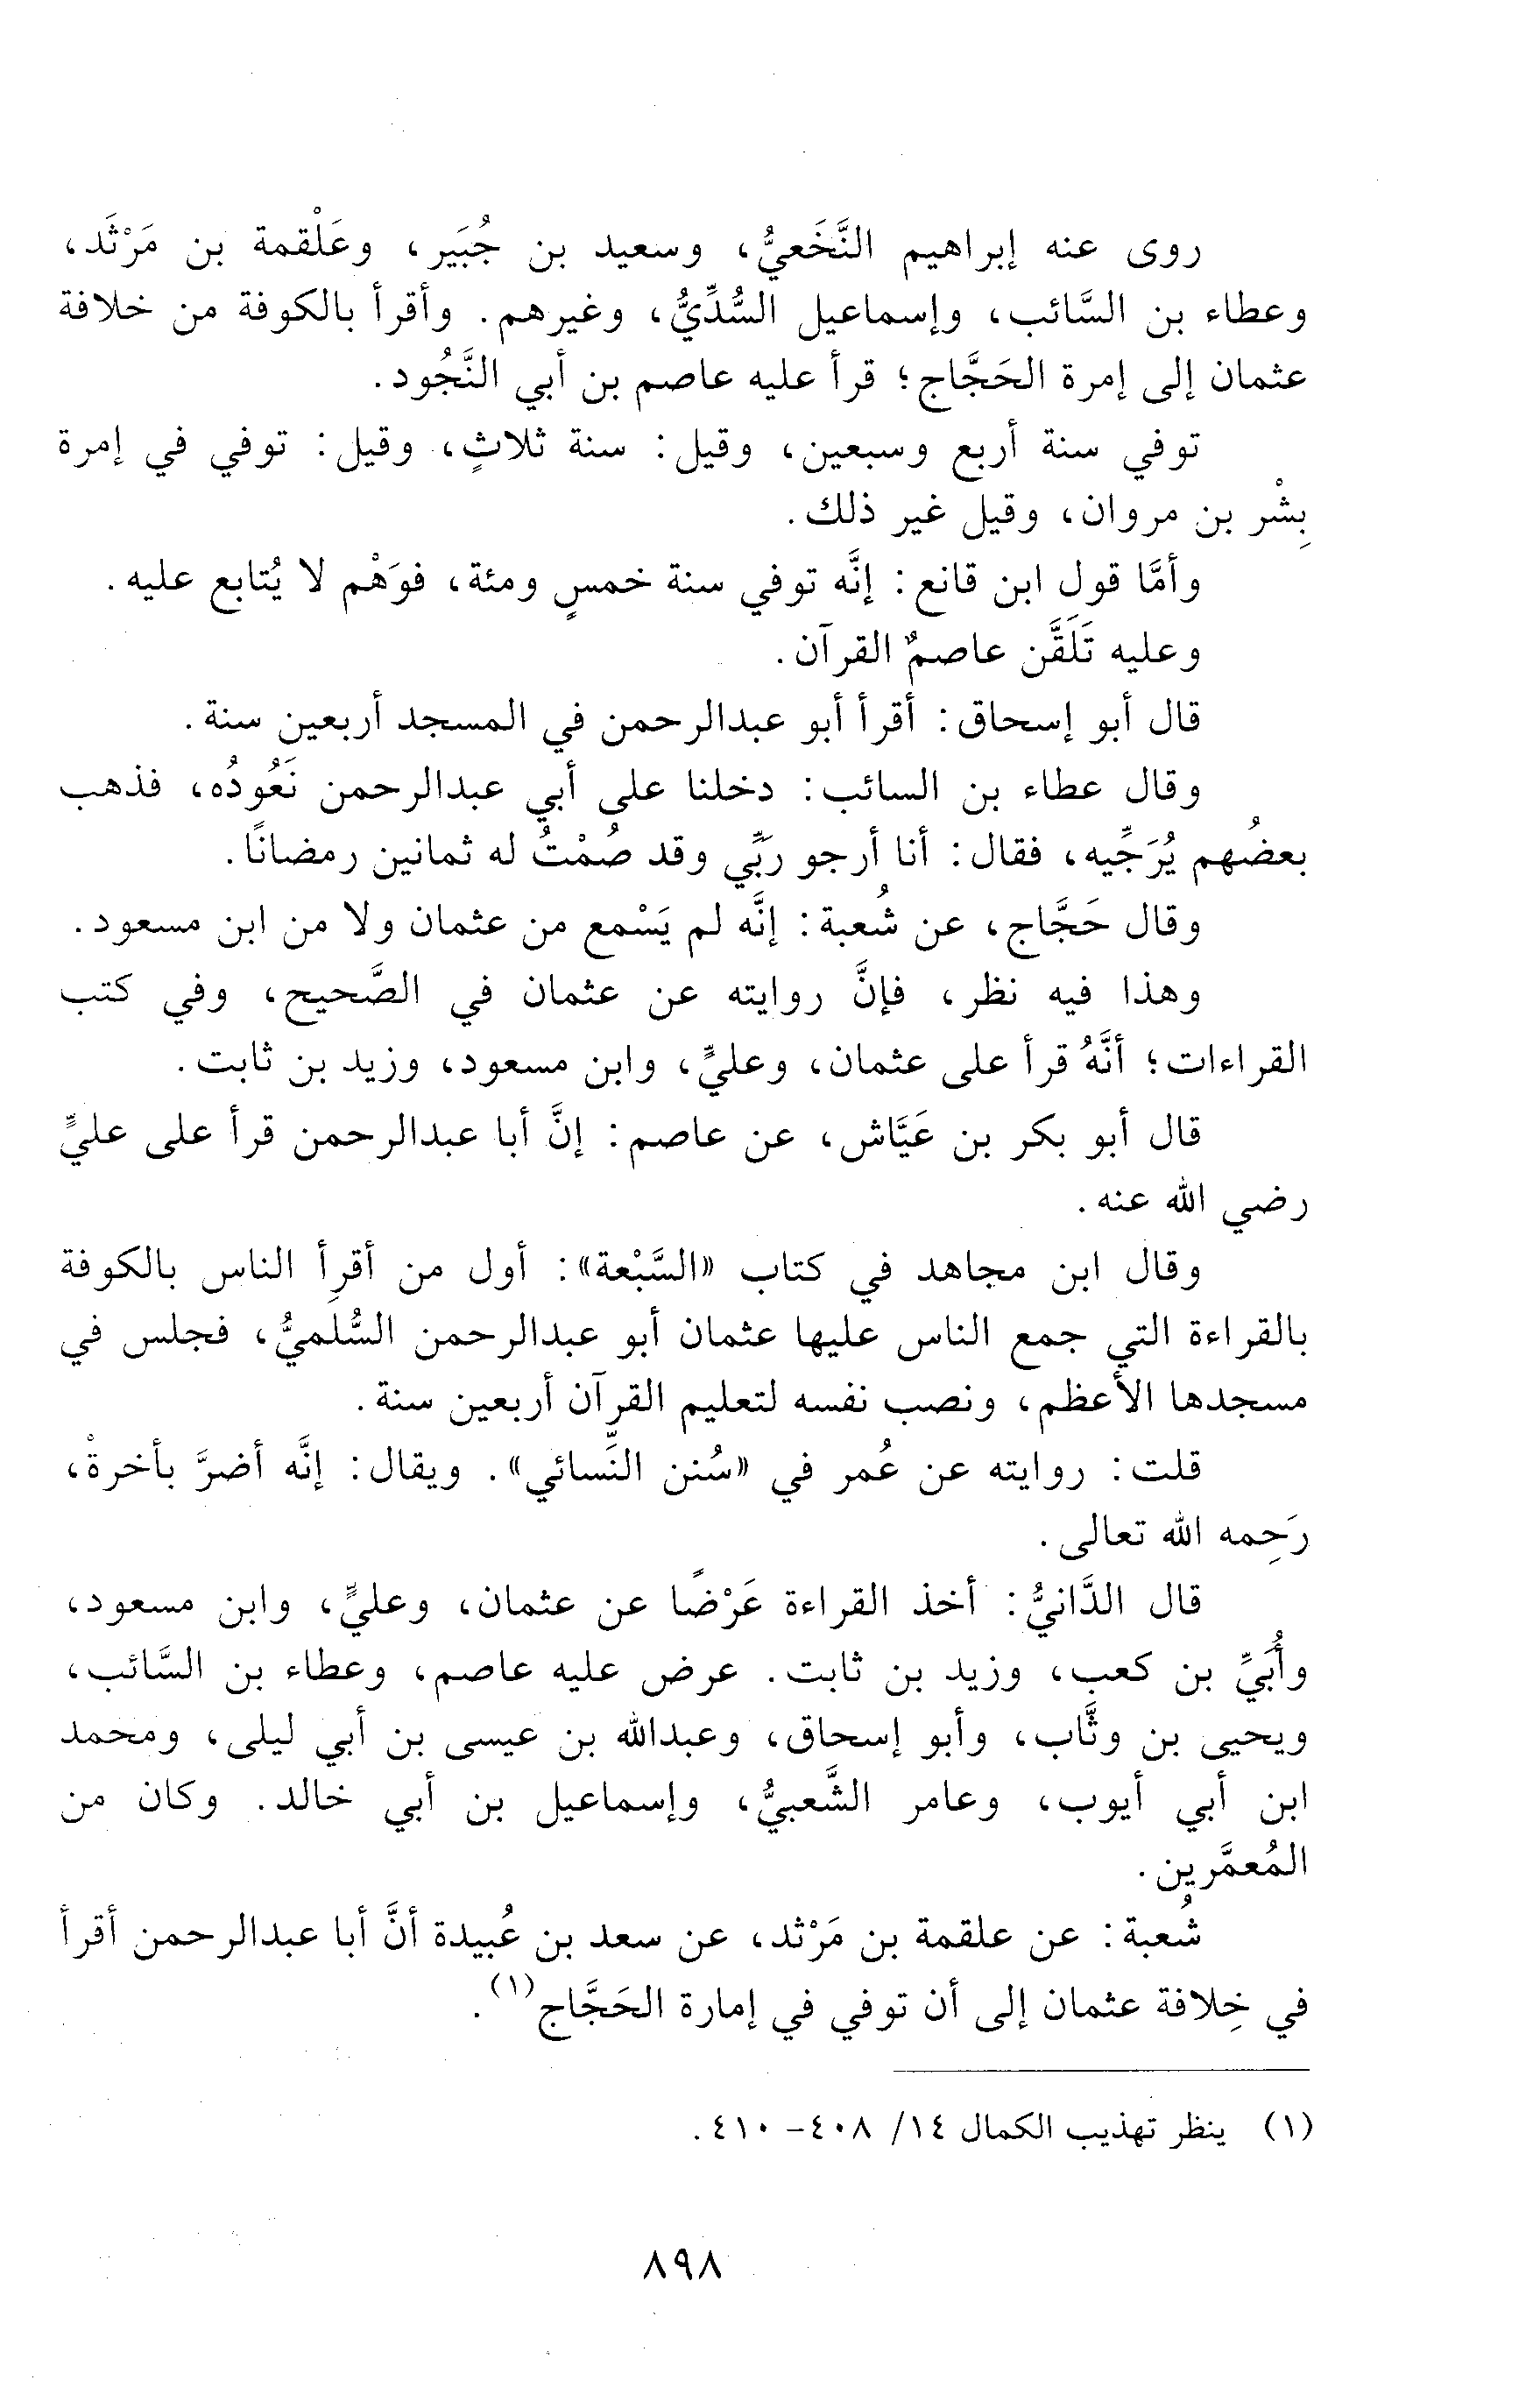 روى عنه إبراهيم النَّخَعيُّ، وسعيد بن جُبَير، وعَلْقمة بن مَرْثَد،
وعطاء بن السَّائب، وإسماعيل السُّدِّيُّ، وغيرهم. وأقرأ بالكوفة من خلافة
عثمان إلى إمرة الحَجَّاج؛ قرأ عليه عاصم بن أبي النَّجُود.
توفي سنة أربع وسبعين، وقيل: سنة ثلاثٍ، وقيل: توفي في إمرة
بِشْر بن مروان، وقيل غير ذلك.
وأمَّا قول ابن قانع: إنَّه توفي سنة خمسٍ ومئة، فوَهْم لا يُتابع عليه.
وعليه تَلَقَّن عاصمٌ القرآن.
قال أبو إسحاق: أقرأ أبو عبدالرحمن في المسجد أربعين سنة.
وقال عطاء بن السائب: دخلنا على أبي عبدالرحمن نَعُودُه، فذهب
بعضُهم يُرَجِّيه، فقال: أنا أرجو ربِّي وقد صُمْتُ له ثمانين رمضانًا.
وقال حَجَّاج، عن شُعبة: إنَّه لم يَسْمع من عثمان ولا من ابن مسعود.
وهذا فيه نظر، فإنَّ روايته عن عثمان في الصَّحيح، وفي كتب
القراءات؛ أنَّهُ قرأ على عثمان، وعليٍّ، وابن مسعود، وزيد بن ثابت.
قال أبو بكر بن عَيَّاش، عن عاصم: إنَّ أبا عبدالرحمن قرأ على عليٍّ
رضي الله عنه.
وقال ابن مجاهد في كتاب «السَّبْعة»: أول من أقرأ الناس بالكوفة
بالقراءة التي جمع الناس عليها عثمان أبو عبدالرحمن السُّلميُّ، فجلس في
مسجدها الأعظم، ونصب نفسه لتعليم القرآن أربعين سنة.
قلت: روايته عن عُمر في «سُنن النَّسائي». ويقال: إنَّه أضرَّ بأخرةْ،
رَحِمه الله تعالى.
قال الدَّانيُّ: أخذ القراءة عَرْضًا عن عثمان، وعليٍّ، وابن مسعود،
وأُبَيِّ بن كعب، وزيد بن ثابت. عرض عليه عاصم، وعطاء بن السَّائب،
ويحيى بن وثَّاب، وأبو إسحاق، وعبدالله بن عيسى بن أبي ليلى، ومحمد
ابن أبي أيوب، وعامر الشَّعبيُّ، وإسماعيل بن أبي خالد. وكان من
المُعمَّرين.
شُعبة: عن علقمة بن مَرْثد، عن سعد بن عُبيدة أنَّ أبا عبدالرحمن أقرأ
في خِلافة عثمان إلى أن توفي في إمارة الحَجَّاج(١).
(١) ينظر تهذيب الكمال ١٤/ ٤٠٨- ٤١٠.
٨٩٨